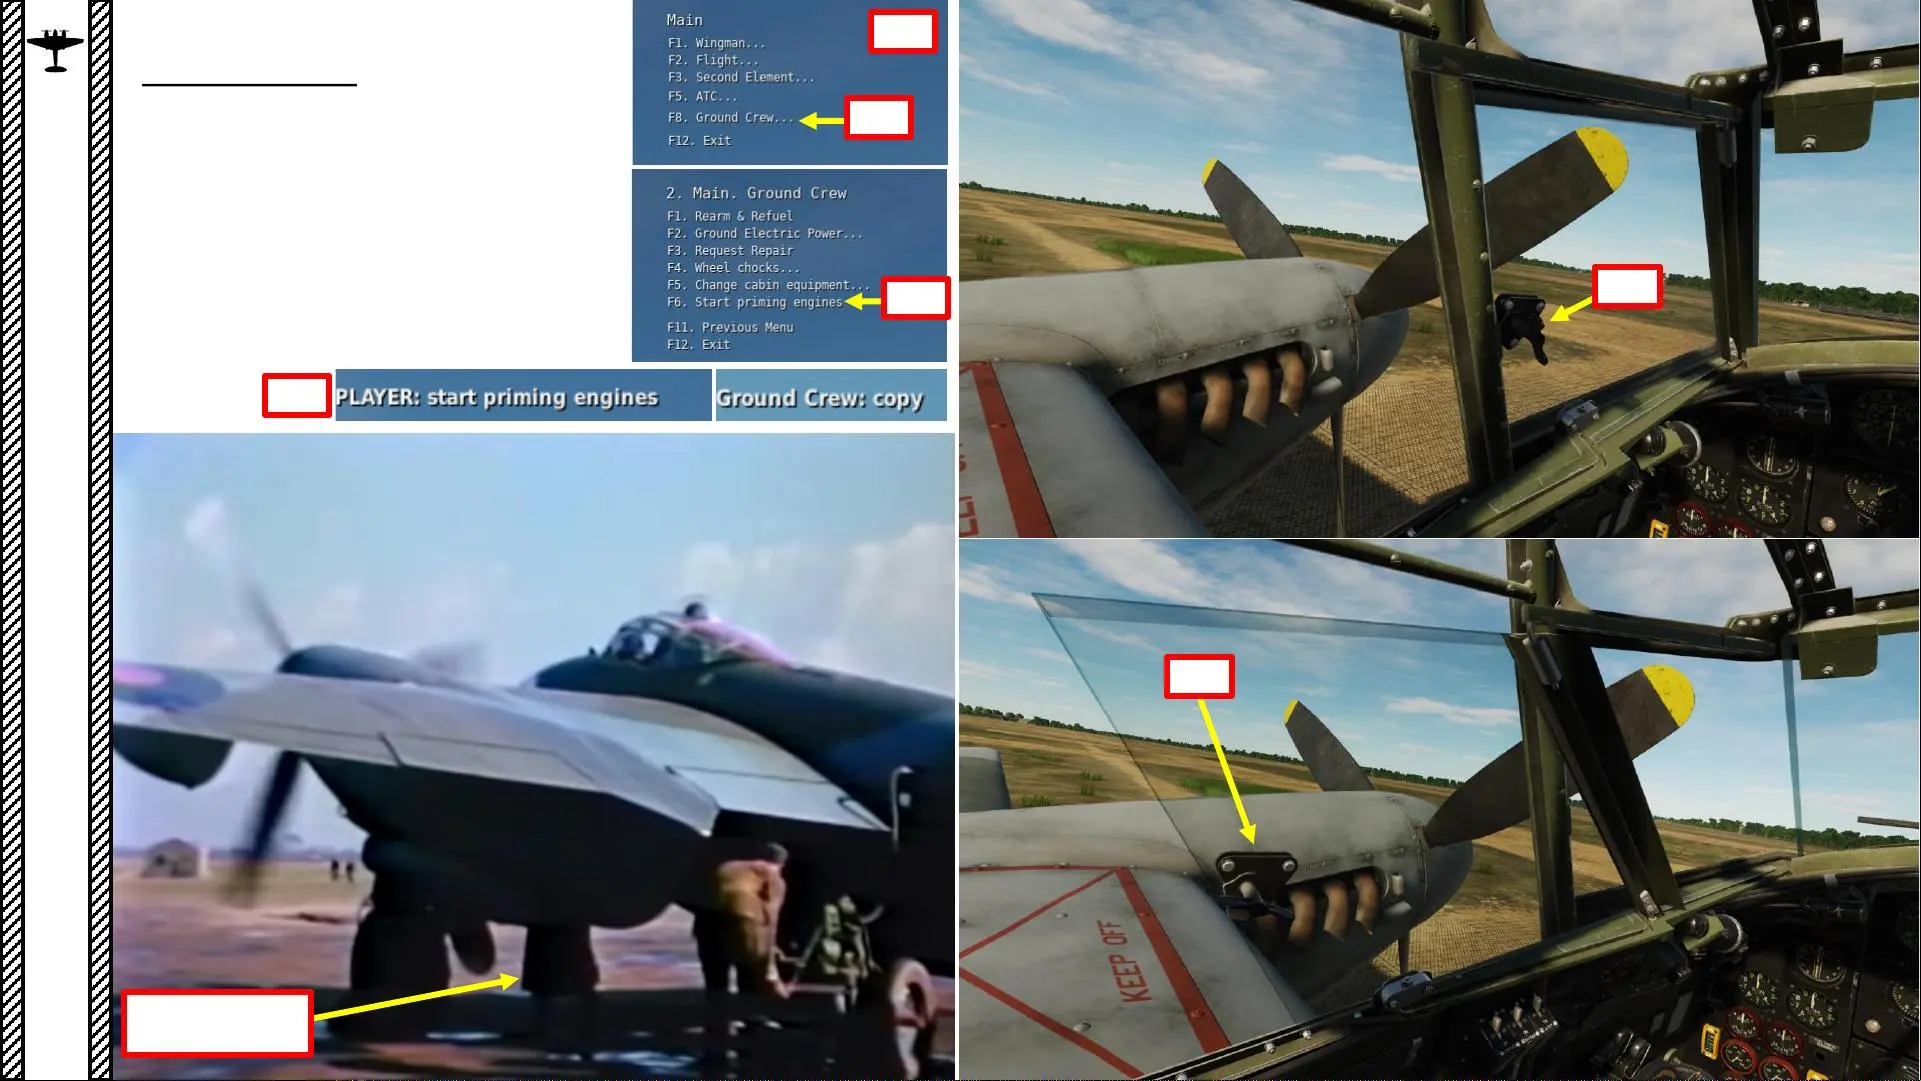 Main
F1. Wingman...
F2. Flight...
F3. Second Element...
F5. ATC...
F8. Ground Crew...
F12. Exit
2. Main. Ground Crew
F1. Rearm & Refuel
F2. Ground Electric Power...
F3. Request Repair
F4. Wheel chocks...
F5. Change cabin equipment...
F6. Start priming engines
F11. Previous Menu
F12. Exit
PLAYER: start priming engines
Ground Crew: copy
KEEP OFF